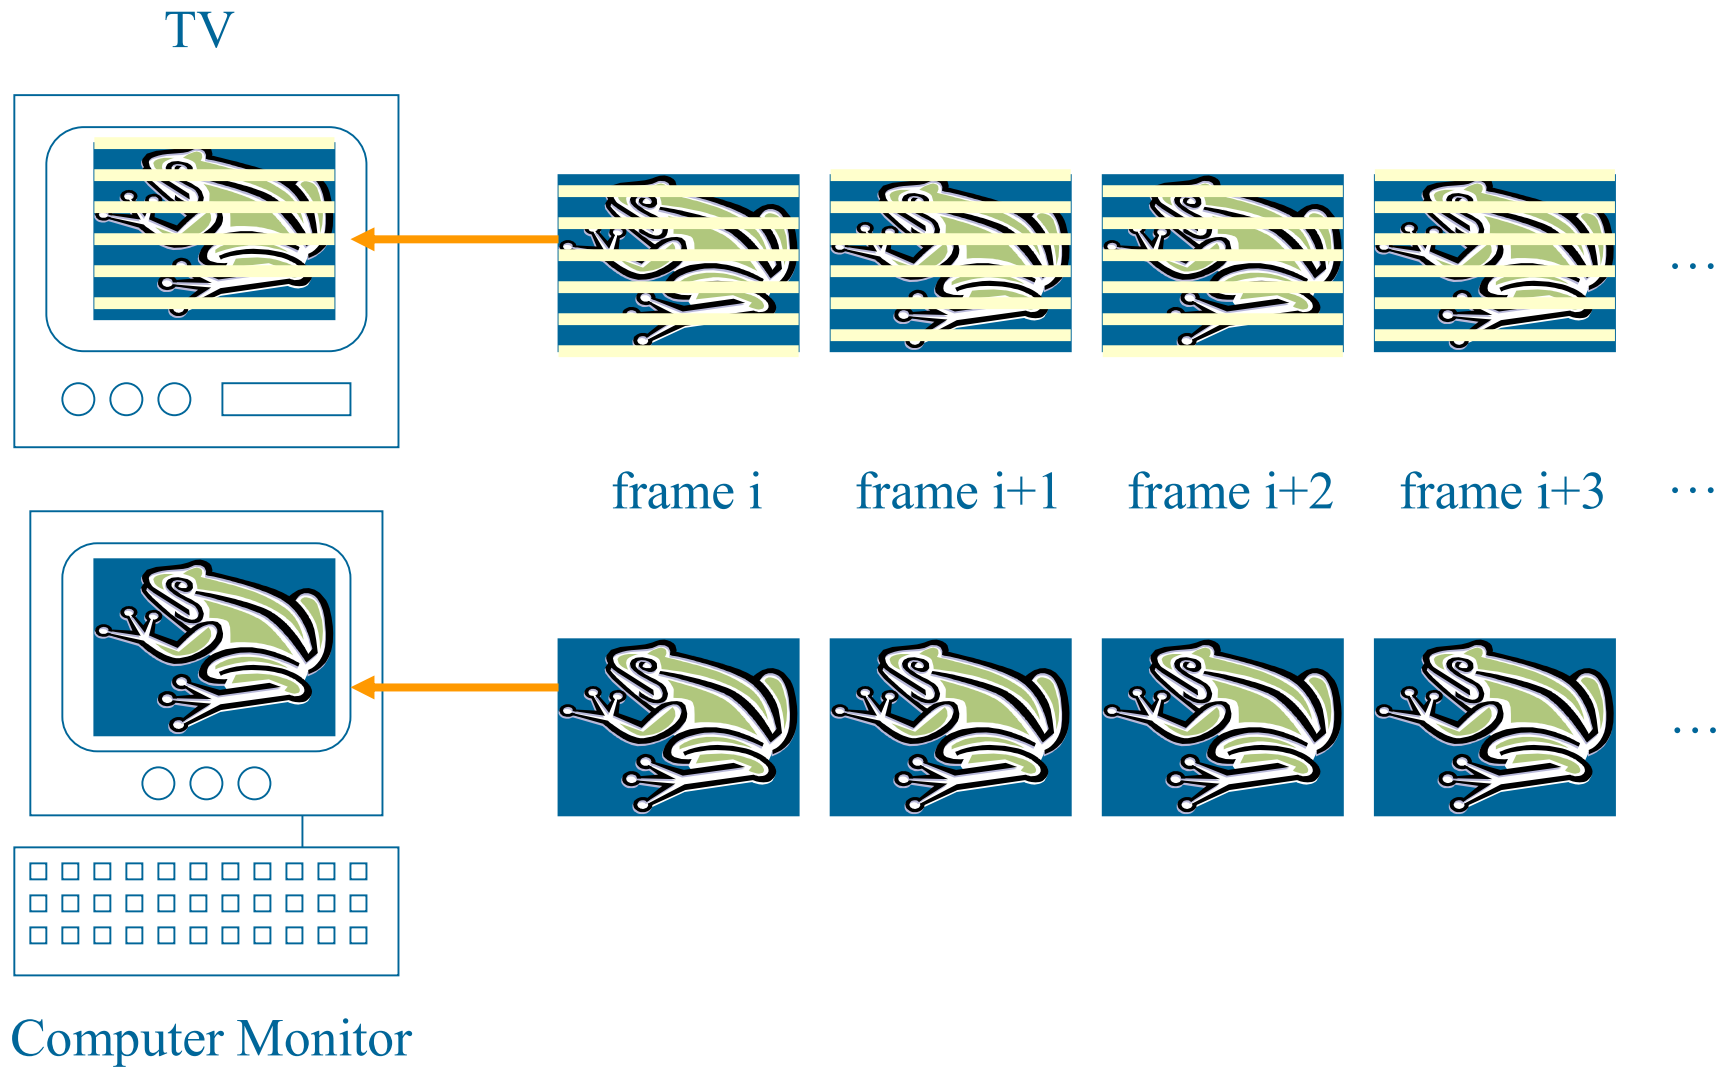 TV
…
frame i
frame i+1
frame i+2
frame i+3
…
…
Computer Monitor